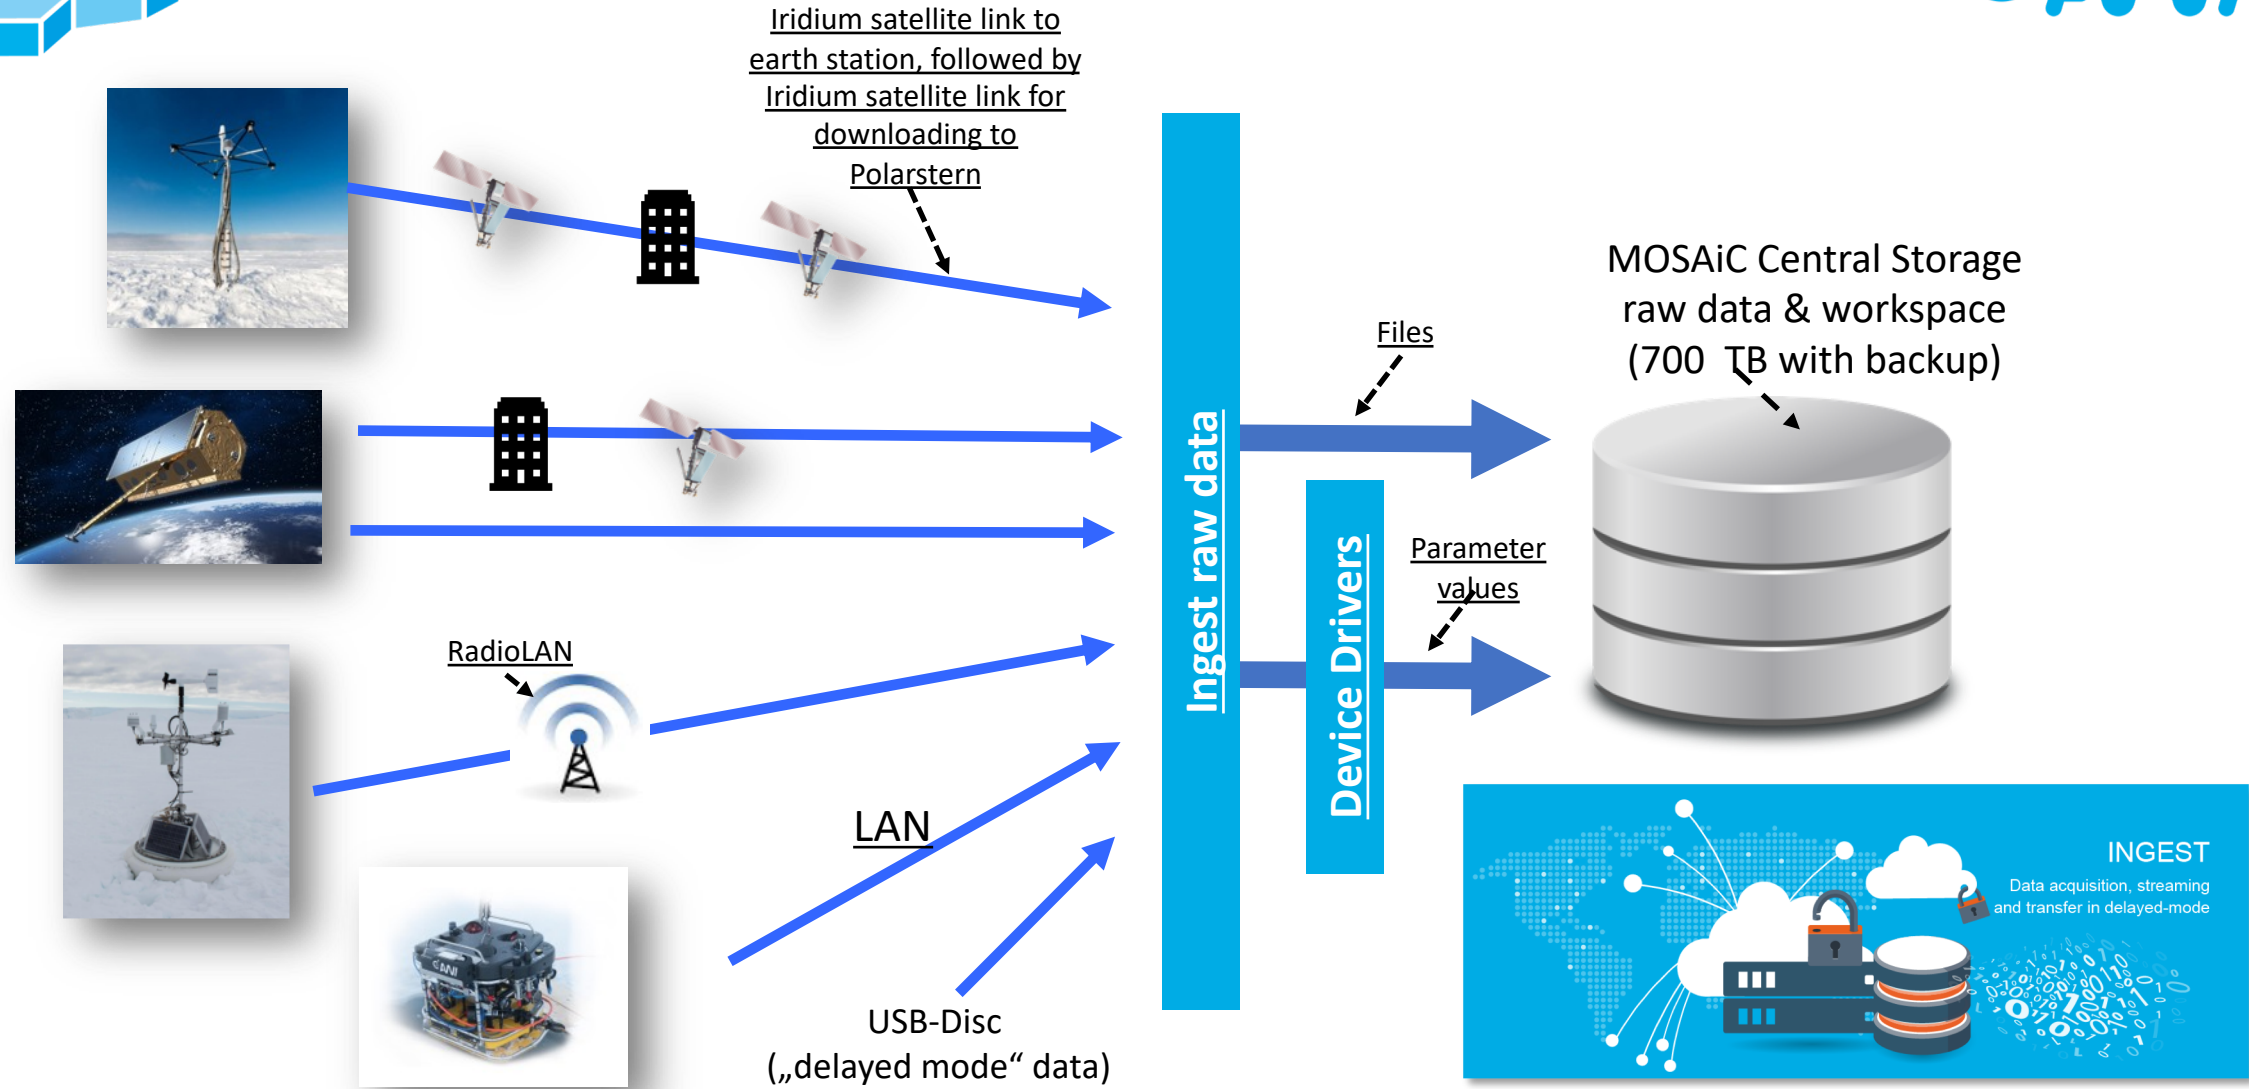 Iridium satellite link to
earth station, followed by
Iridium satellite link for
downloading to
Polarstern
MOSAiC Central Storage
raw data & workspace
(700 TB with backup)
Files
Ingest raw data
Device Drivers
Parameter
values
RadioLAN
LAN
USB-Disc
(„delayed mode“ data)
INGEST
Data acquisition, streaming
and transfer in delayed-mode